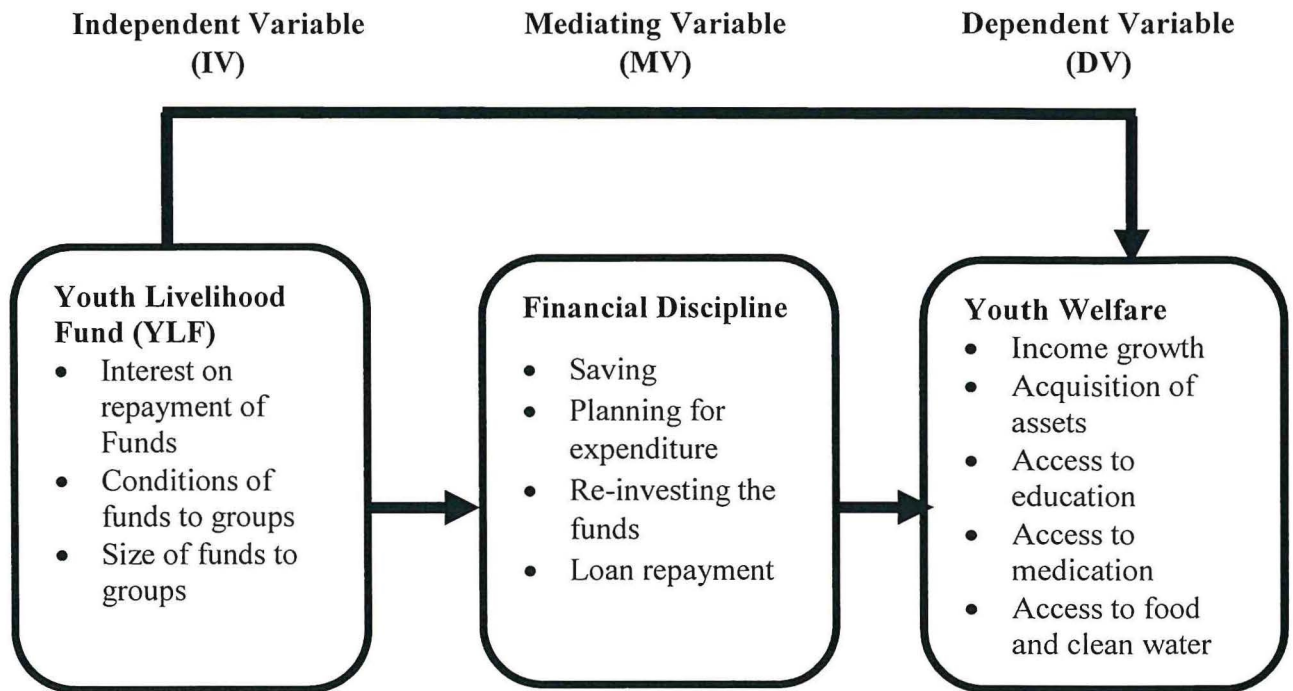 Independent Variable
(IV)
Mediating Variable
(MV)
Dependent Variable
(DV)
Youth Livelihood
Fund (YLF)
• Interest on
repayment of
Funds
• Conditions of
funds to groups
• Size of funds to
groups
Financial Discipline
• Saving
• Planning for
expenditure
• Re-investing the
funds
• Loan repayment
Youth Welfare
• Income growth
• Acquisition of
assets
• Access to
education
• Access to
medication
• Access to food
and clean water